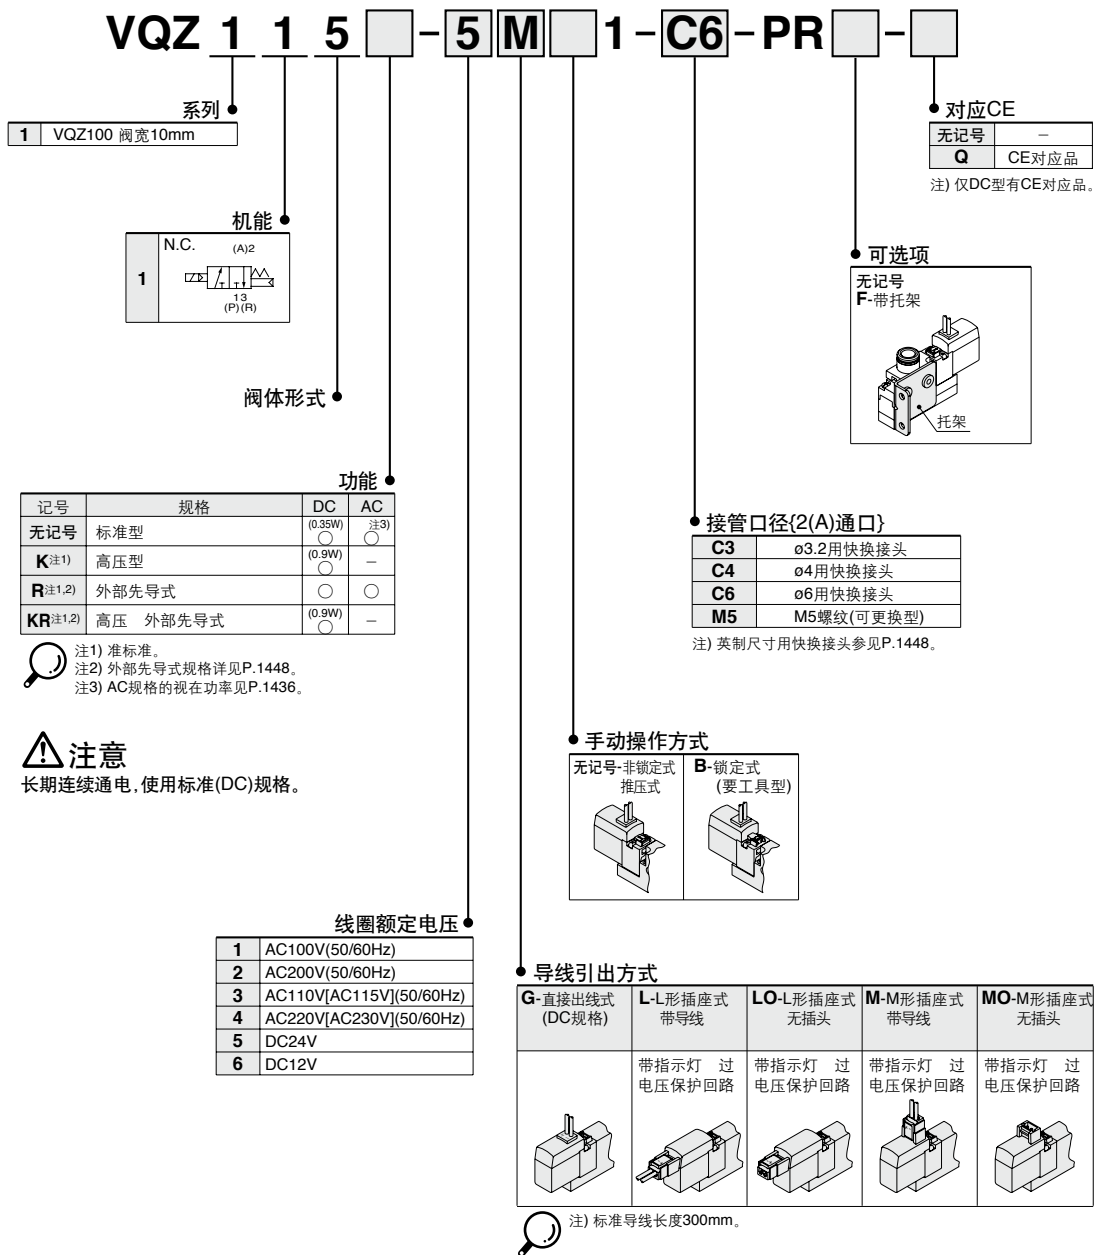 VQZ 1 1 5 □ - 5 M □ 1 - C6 - PR □ - □
系列
1 VQZ100 阀宽10mm
机能
1 N.C.
(A)2
1 3
(P)(R)
阀体形式
功能
记号 规格 DC AC
无记号 标准型 (0.35W) ○ 注3) ○
K注1) 高压型 (0.9W) ○ –
R注1,2) 外部先导式 ○ ○
KR注1,2) 高压 外部先导式 (0.9W) ○ –
注1) 准标准。
注2) 外部先导式规格详见P.1448。
注3) AC规格的视在功率见P.1436。
注意
长期连续通电,使用标准(DC)规格。
线圈额定电压
1 AC100V(50/60Hz)
2 AC200V(50/60Hz)
3 AC110V[AC115V](50/60Hz)
4 AC220V[AC230V](50/60Hz)
5 DC24V
6 DC12V
对应CE
无记号 –
Q CE对应品
注) 仅DC型有CE对应品。
可选项
无记号
F-带托架
托架
接管口径{2(A)通口}
C3 ø3.2用快换接头
C4 ø4用快换接头
C6 ø6用快换接头
M5 M5螺纹(可更换型)
注) 英制尺寸用快换接头参见P.1448。
手动操作方式
无记号-非锁定式
推压式
B-锁定式
(要工具型)
导线引出方式
G-直接出线式
(DC规格)
L-L形插座式
带导线
带指示灯 过
电压保护回路
LO-L形插座式
无插头
带指示灯 过
电压保护回路
M-M形插座式
带导线
带指示灯 过
电压保护回路
MO-M形插座式
无插头
带指示灯 过
电压保护回路
注) 标准导线长度300mm。